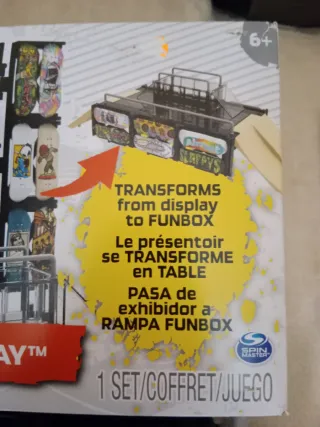 6+
TRANSFORMS
from display
to FUNBOX
Le présentoir
se TRANSFORME
en TABLE
PASA de
exhibidor a
RAMPA FUNBOX
SPIN
MASTER
AY™
1 SET/COFFRET/JUEGO